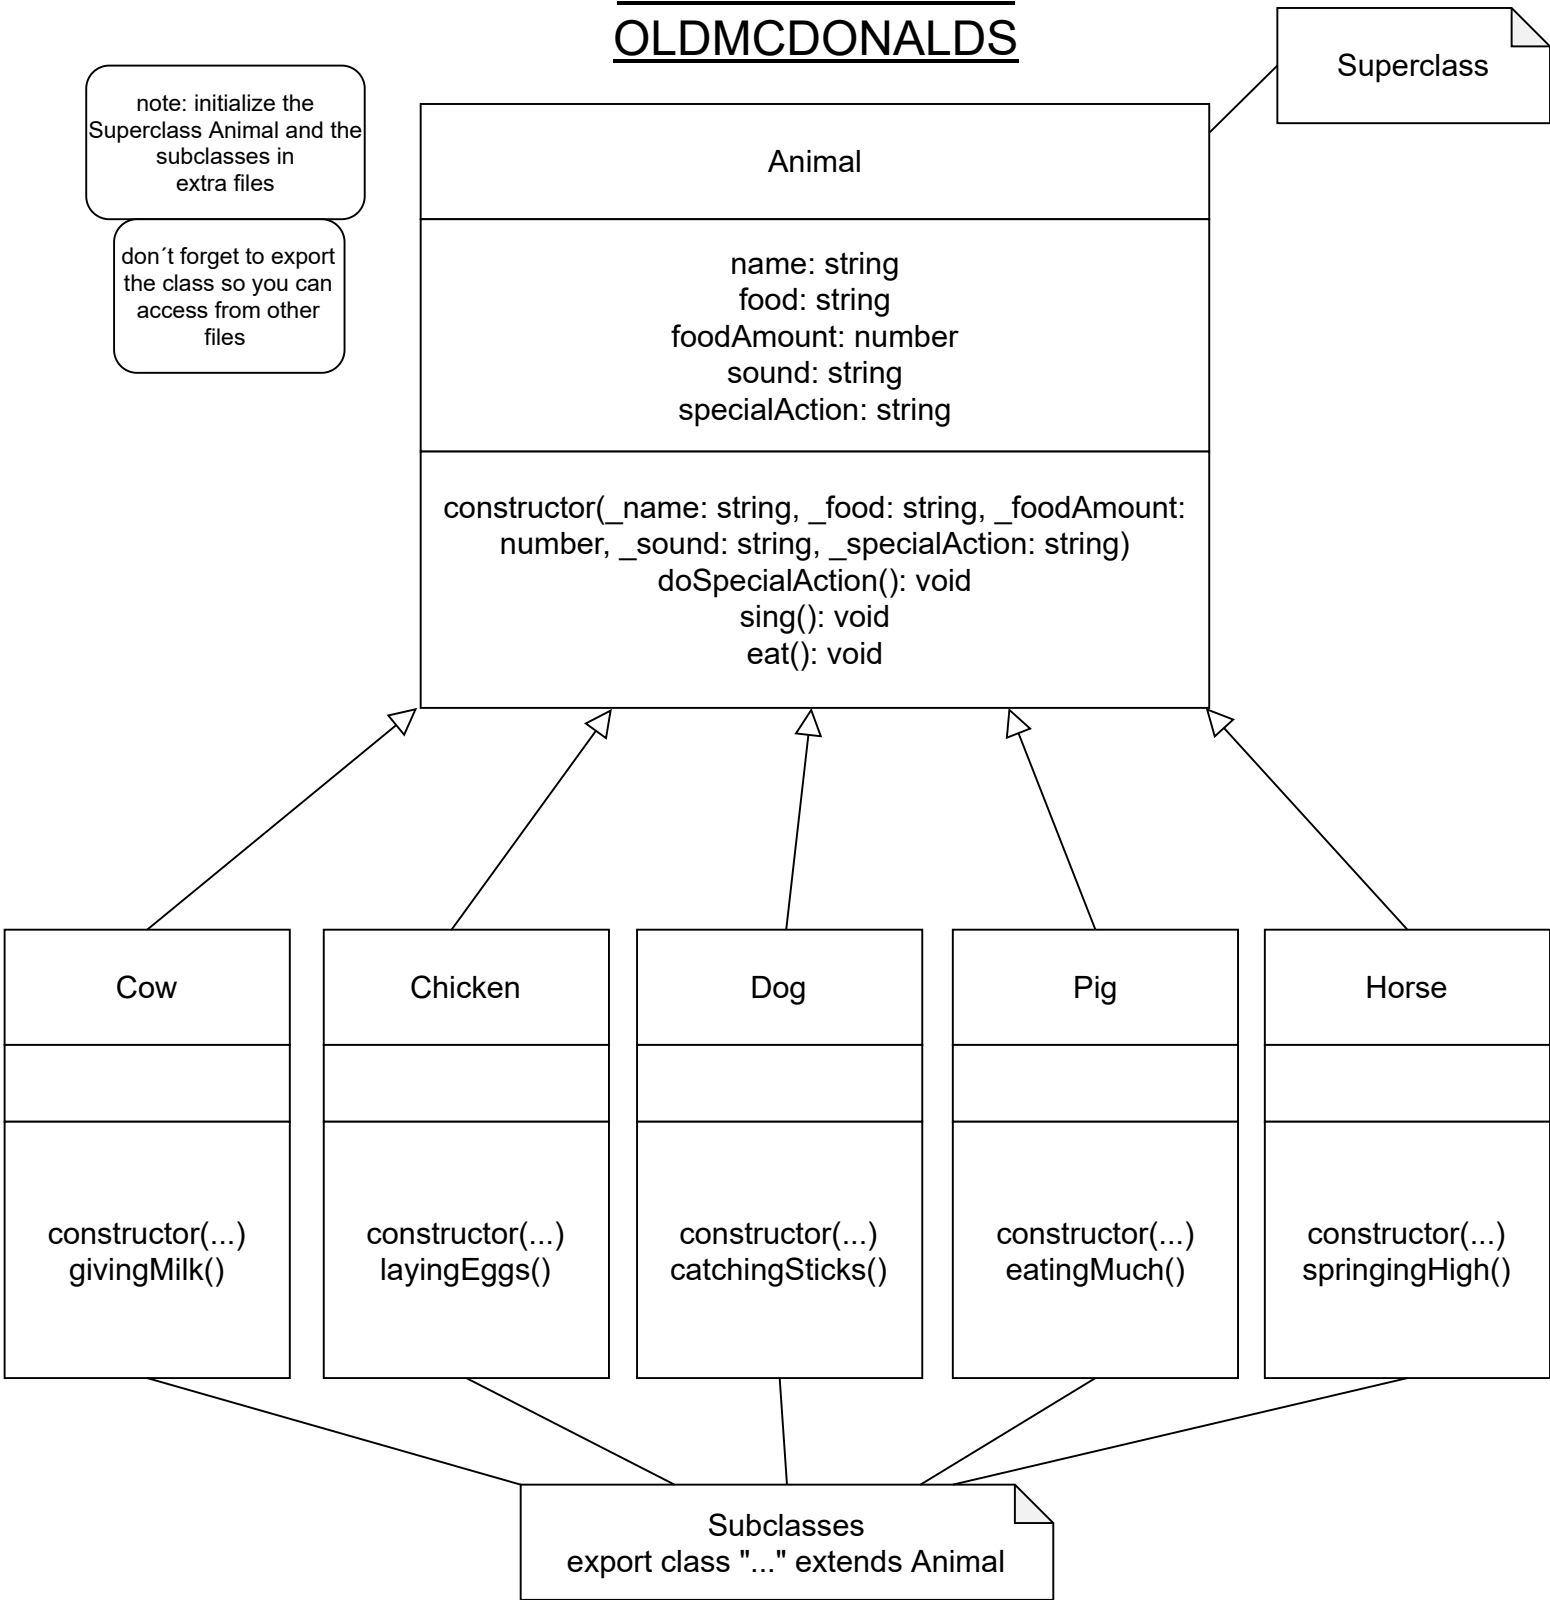 OLDMCDONALDS
Superclass
note: initialize the
Superclass Animal and the
subclasses in
extra files
don´t forget to export
the class so you can
access from other
files
Animal
name: string
food: string
foodAmount: number
sound: string
specialAction: string
constructor(_name: string, _food: string, _foodAmount:
number, _sound: string, _specialAction: string)
doSpecialAction(): void
sing(): void
eat(): void
Cow
constructor(...)
givingMilk()
Chicken
constructor(...)
layingEggs()
Dog
constructor(...)
catchingSticks()
Pig
constructor(...)
eatingMuch()
Horse
constructor(...)
springingHigh()
Subclasses
export class "..." extends Animal